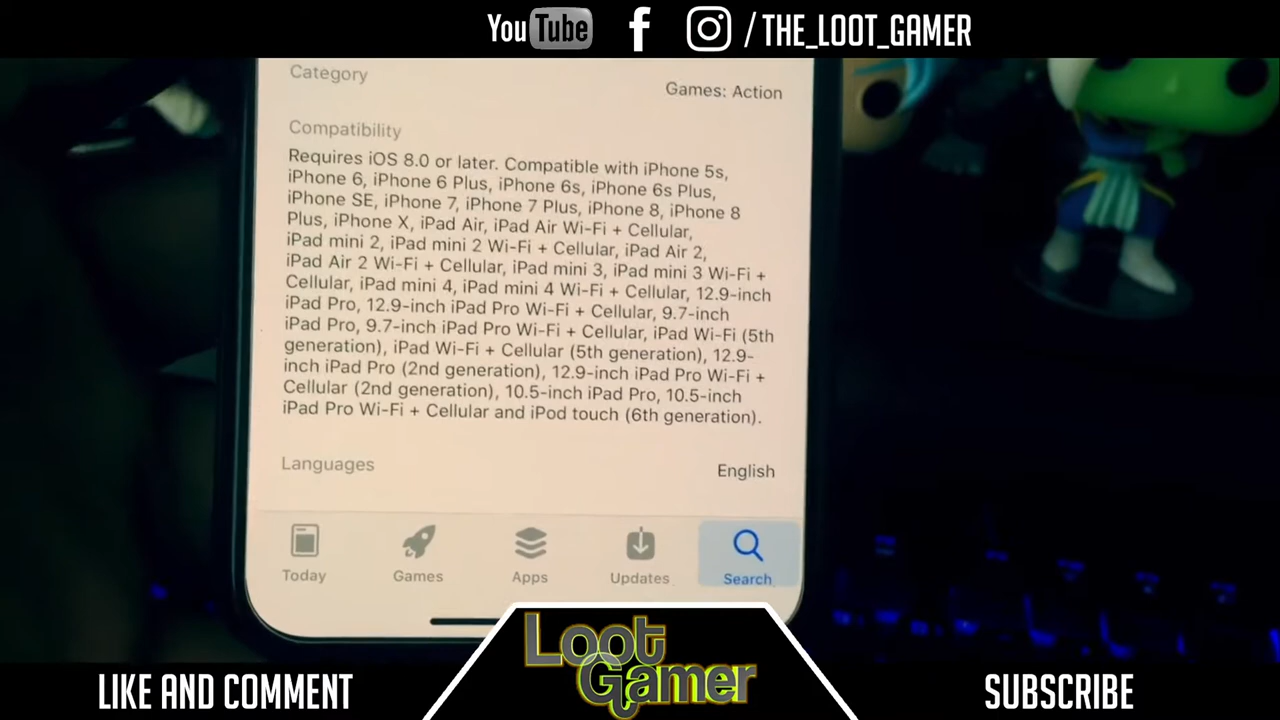 YouTube f / THE_LOOT_GAMER
Category
Games: Action
Compatibility
Requires iOS 8.0 or later. Compatible with iPhone 5s,
iPhone 6, iPhone 6 Plus, iPhone 6s, iPhone 6s Plus,
iPhone SE, iPhone 7, iPhone 7 Plus, iPhone 8, iPhone 8
Plus, iPhone X, iPad Air, iPad Air Wi-Fi + Cellular,
iPad mini 2, iPad mini 2 Wi-Fi + Cellular, iPad Air 2,
iPad Air 2 Wi-Fi + Cellular, iPad mini 3, iPad mini 3 Wi-Fi +
Cellular, iPad mini 4, iPad mini 4 Wi-Fi + Cellular, 12.9-inch
iPad Pro, 12.9-inch iPad Pro Wi-Fi + Cellular, 9.7-inch
iPad Pro, 9.7-inch iPad Pro Wi-Fi + Cellular, iPad Wi-Fi (5th
generation), iPad Wi-Fi + Cellular (5th generation), 12.9-
inch iPad Pro (2nd generation), 12.9-inch iPad Pro Wi-Fi +
Cellular (2nd generation), 10.5-inch iPad Pro, 10.5-inch
iPad Pro Wi-Fi + Cellular and iPod touch (6th generation).
Languages
English
Today Games Apps Updates Search
Loot
Gamer
LIKE AND COMMENT
SUBSCRIBE